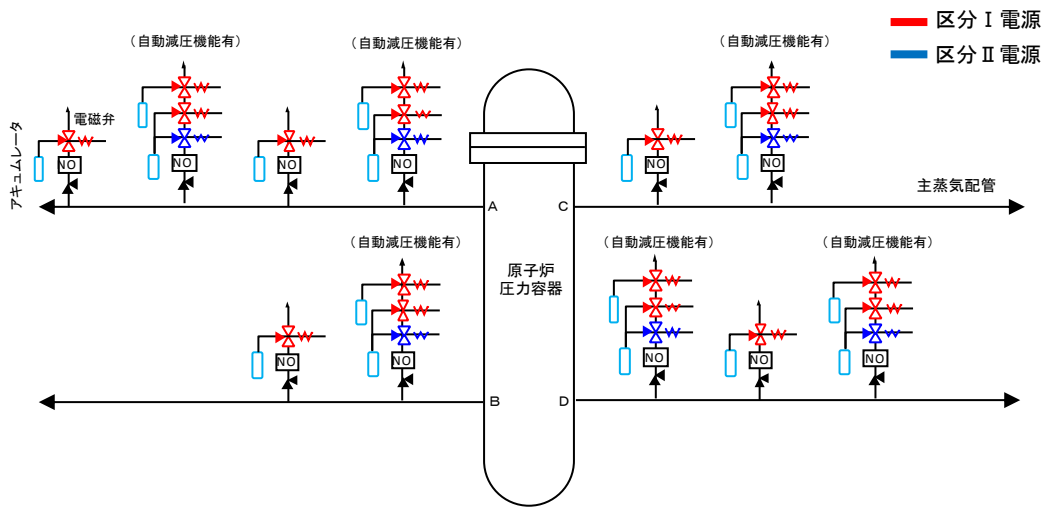 区分Ⅰ電源
区分Ⅱ電源
(自動減圧機能有)
(自動減圧機能有)
(自動減圧機能有)
電磁弁
アキュムレータ
NO
NO
NO
NO
NO
NO
主蒸気配管
A
C
(自動減圧機能有)
(自動減圧機能有)
(自動減圧機能有)
原子炉
圧力容器
NO
NO
NO
NO
NO
B
D